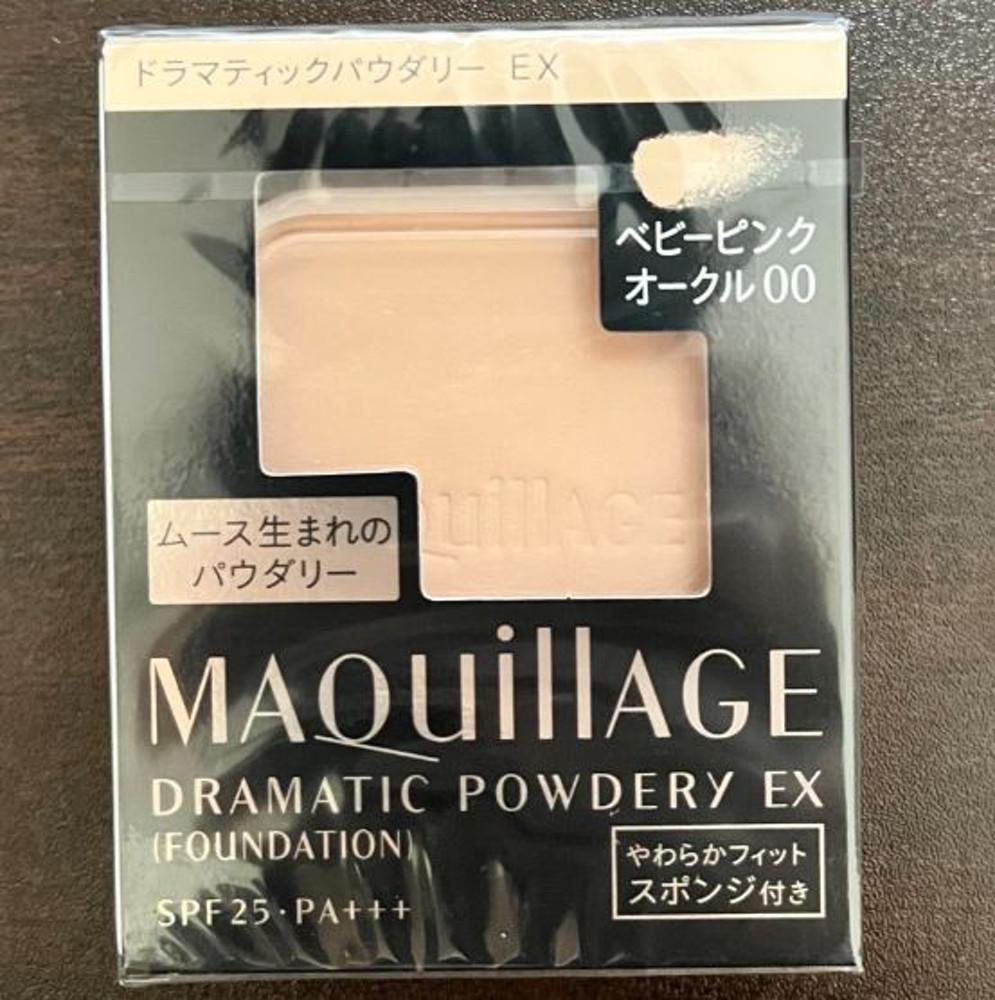 ドラマティックパウダリー EX
ベビーピンク
オークル 00
quillAGE
ムース生まれの
パウダリー
MAQuillAGE
DRAMATIC POWDERY EX
(FOUNDATION)
やわらかフィット
スポンジ付き
SPF25・PA+++